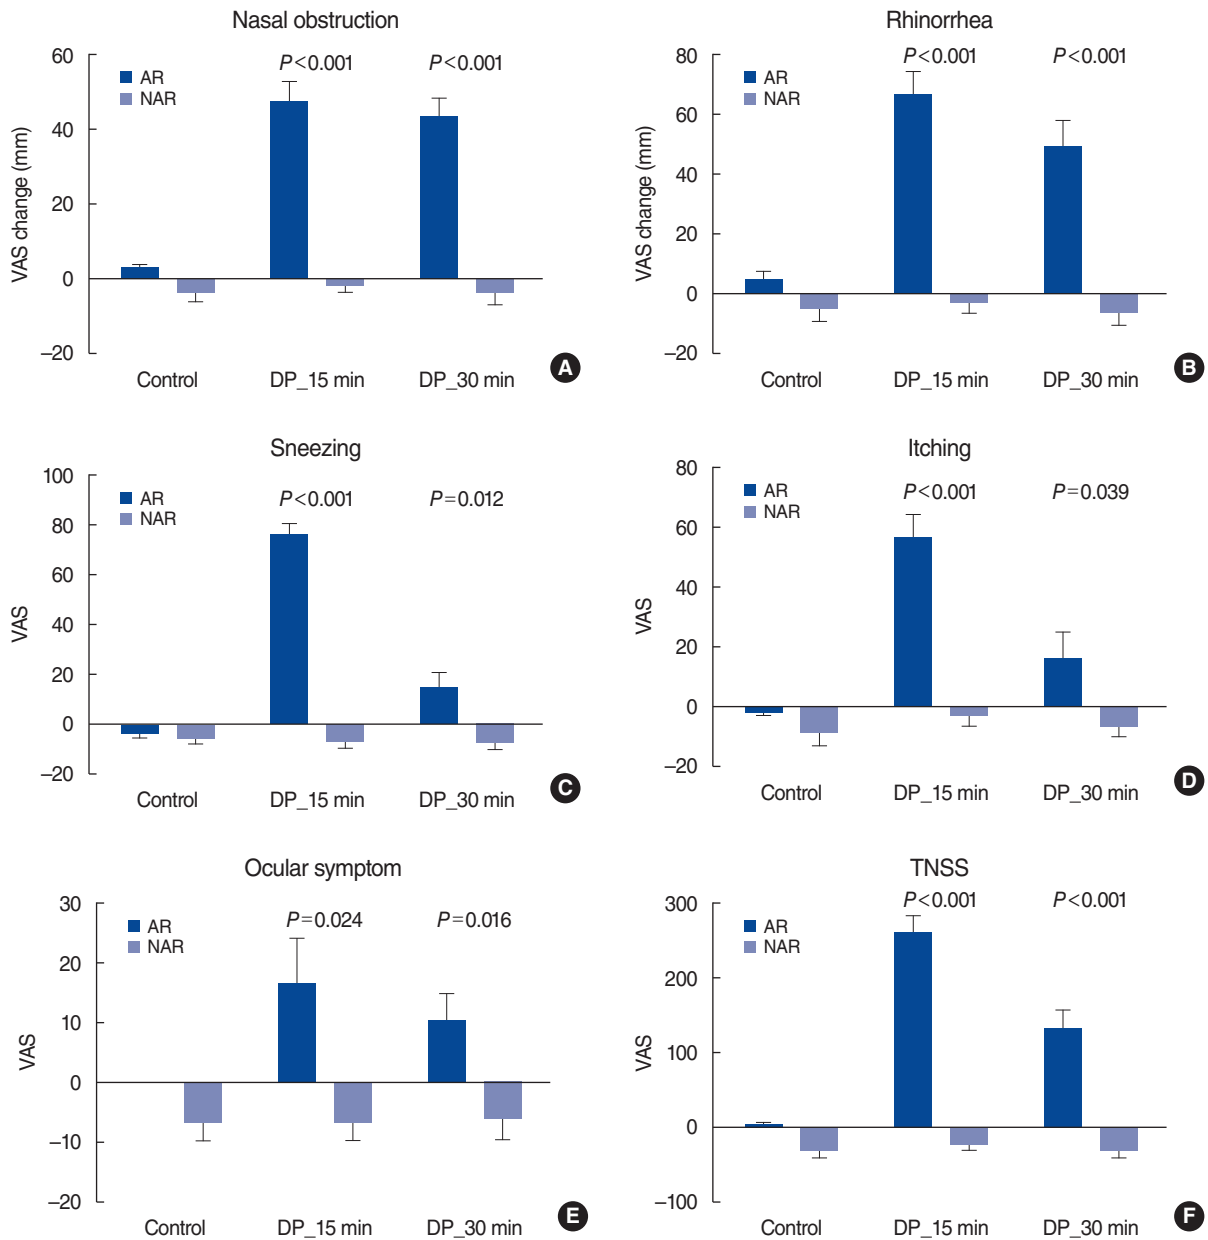 Nasal obstruction
60
40
20
0
–20
VAS change (mm)
AR
NAR
P<0.001
P<0.001
Control
DP_15 min
DP_30 min
A
Rhinorrhea
80
60
40
20
0
–20
VAS change (mm)
AR
NAR
P<0.001
P<0.001
Control
DP_15 min
DP_30 min
B
Sneezing
100
80
60
40
20
0
–20
VAS
AR
NAR
P<0.001
P=0.012
Control
DP_15 min
DP_30 min
C
Itching
80
60
40
20
0
–20
VAS
AR
NAR
P<0.001
P=0.039
Control
DP_15 min
DP_30 min
D
Ocular symptom
30
20
10
0
–10
–20
VAS
AR
NAR
P=0.024
P=0.016
Control
DP_15 min
DP_30 min
E
TNSS
300
200
100
0
–100
VAS
AR
NAR
P<0.001
P<0.001
Control
DP_15 min
DP_30 min
F